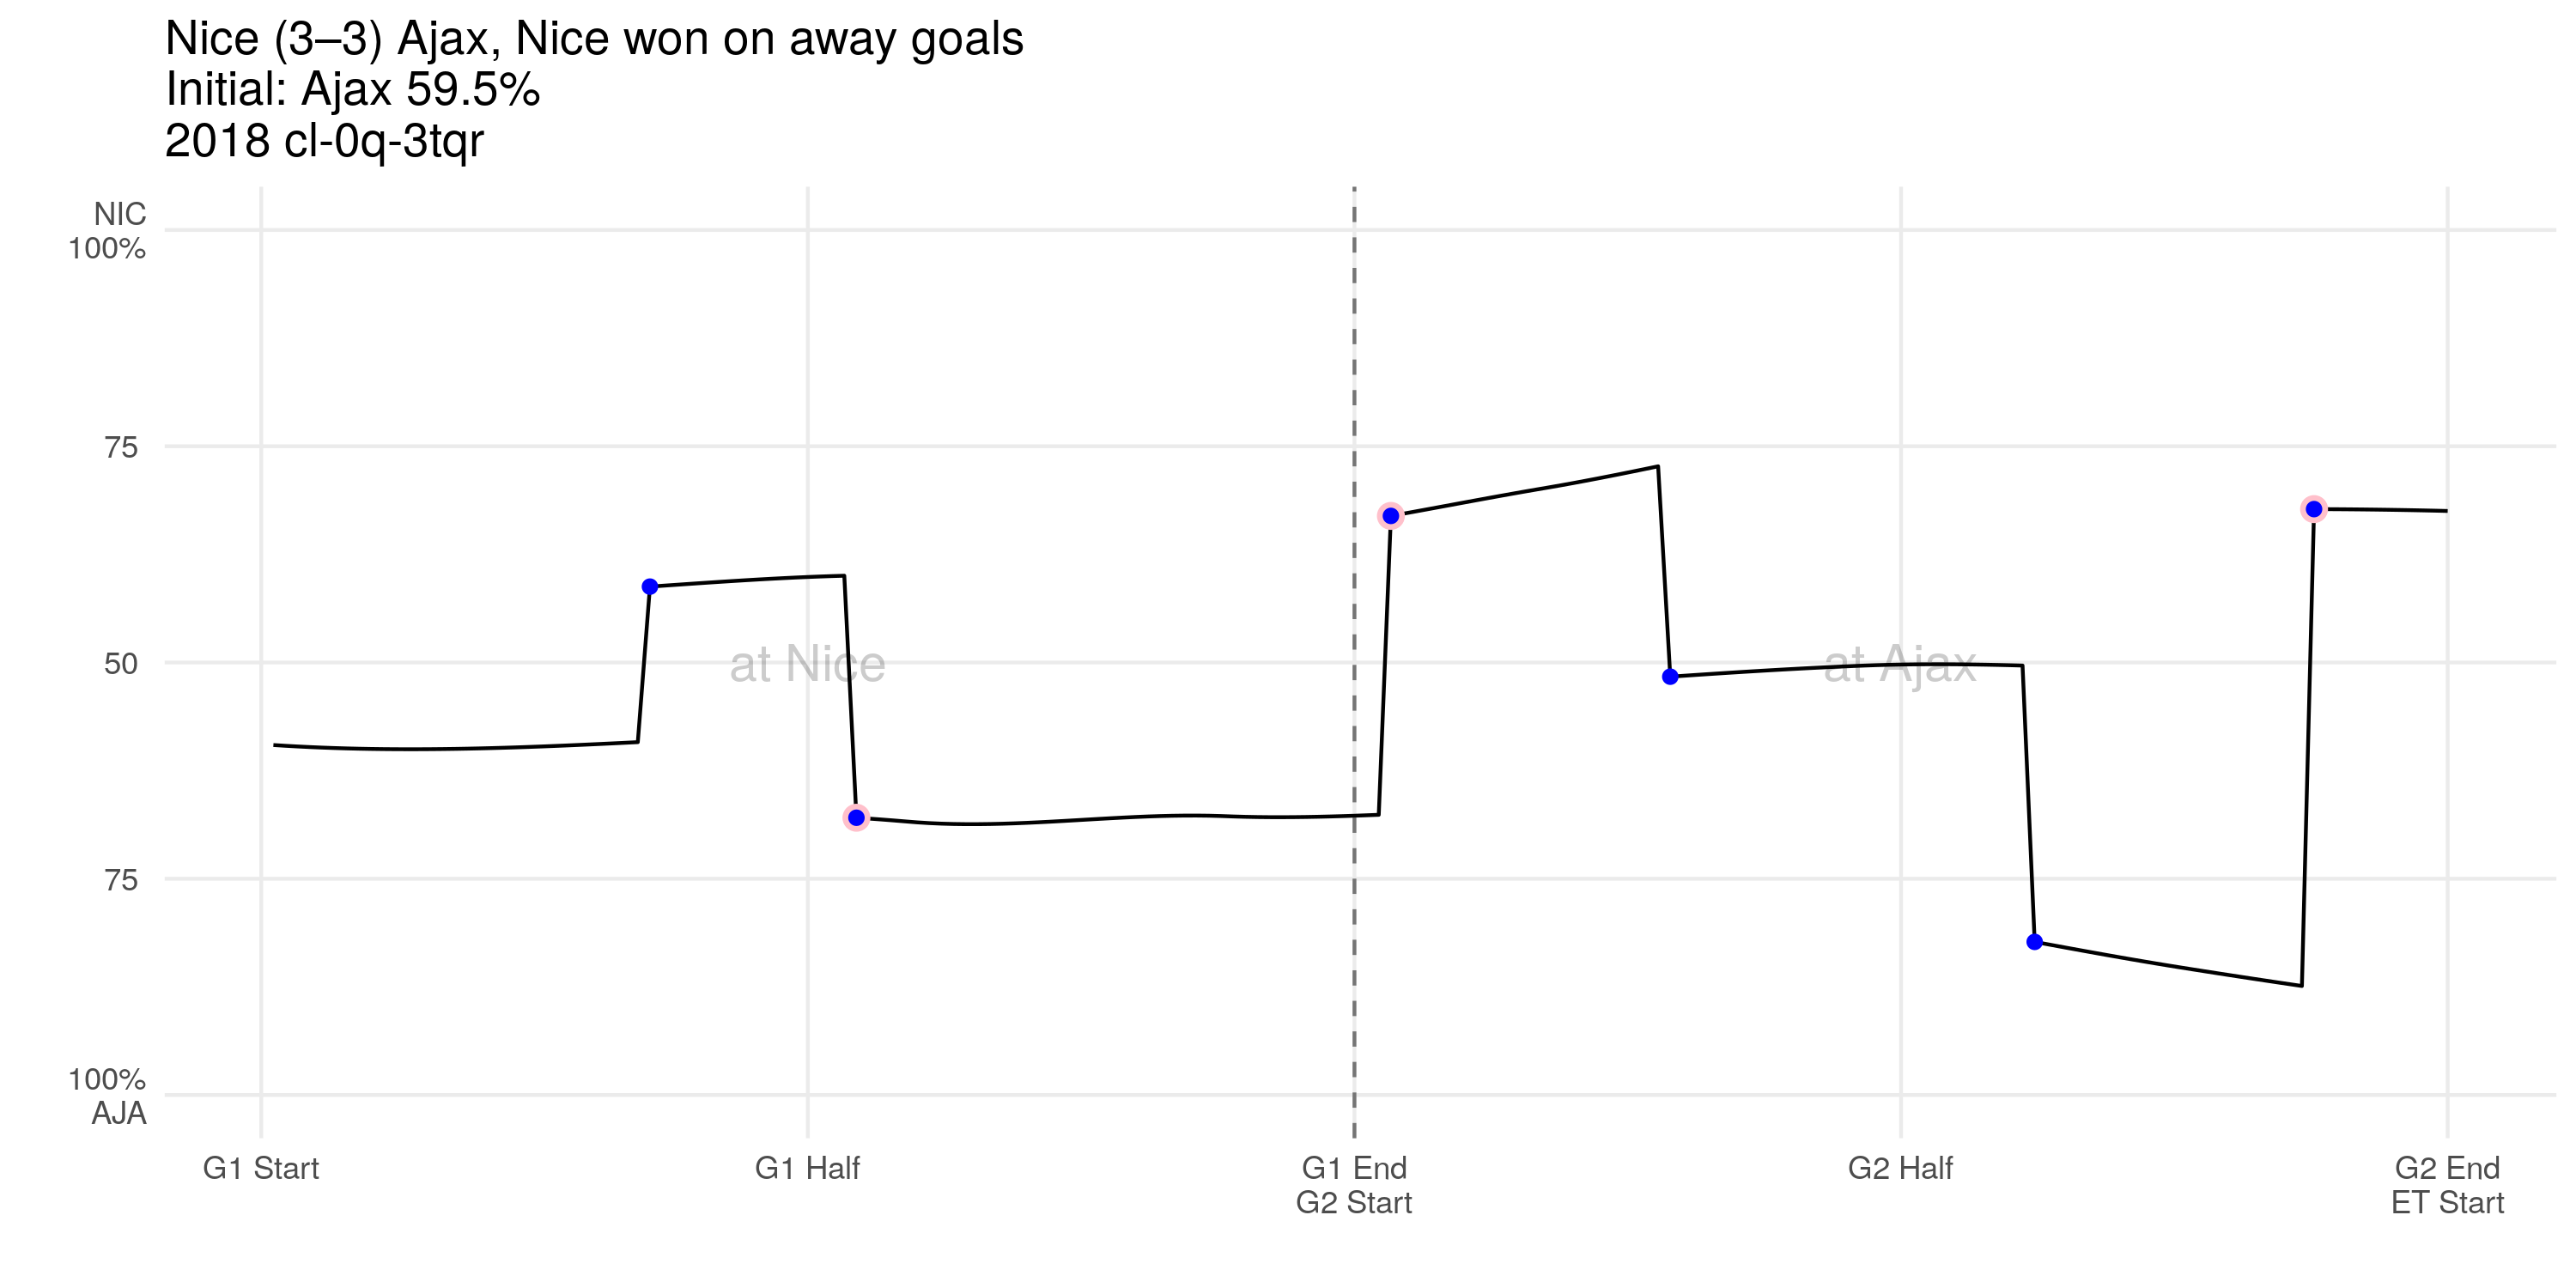 Nice (3–3) Ajax, Nice won on away goals
Initial: Ajax 59.5%
2018 cl-0q-3tqr
NIC
100%
75
50
75
100%
AJA
at Nice
at Ajax
G1 Start
G1 Half
G1 End
G2 Start
G2 Half
G2 End
ET Start